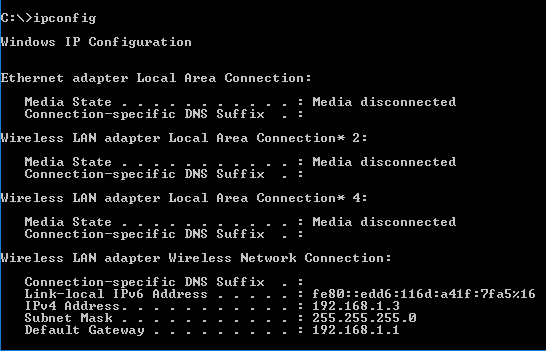 C:\>ipconfig
Windows IP Configuration
Ethernet adapter Local Area Connection:
Media State . . . . . . . . . . . : Media disconnected
Connection-specific DNS Suffix  . :
Wireless LAN adapter Local Area Connection* 2:
Media State . . . . . . . . . . . : Media disconnected
Connection-specific DNS Suffix  . :
Wireless LAN adapter Local Area Connection* 4:
Media State . . . . . . . . . . . : Media disconnected
Connection-specific DNS Suffix  . :
Wireless LAN adapter Wireless Network Connection:
Connection-specific DNS Suffix  . :
Link-local IPv6 Address . . . . . : fe80::edd6:116d:a41f:7fa5%16
IPv4 Address. . . . . . . . . . . : 192.168.1.3
Subnet Mask . . . . . . . . . . . : 255.255.255.0
Default Gateway . . . . . . . . . : 192.168.1.1